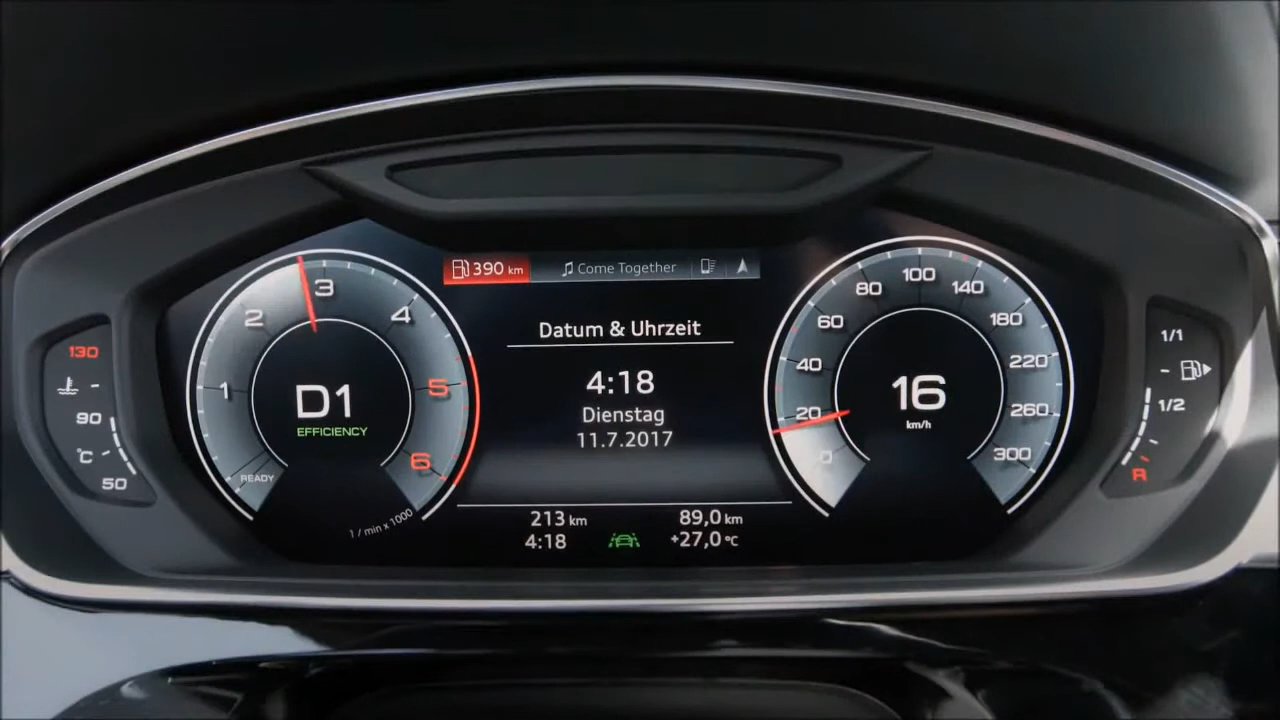 390 km
Come Together
Datum & Uhrzeit
4:18
Dienstag
11.7.2017
213 km
89,0 km
4:18
+27,0 °C
READY
1
2
3
4
5
6
1 / min x 1000
D1
EFFICIENCY
0
20
40
60
80
100
140
180
220
260
300
16
km/h
130
90
°C
50
1/1
1/2
R